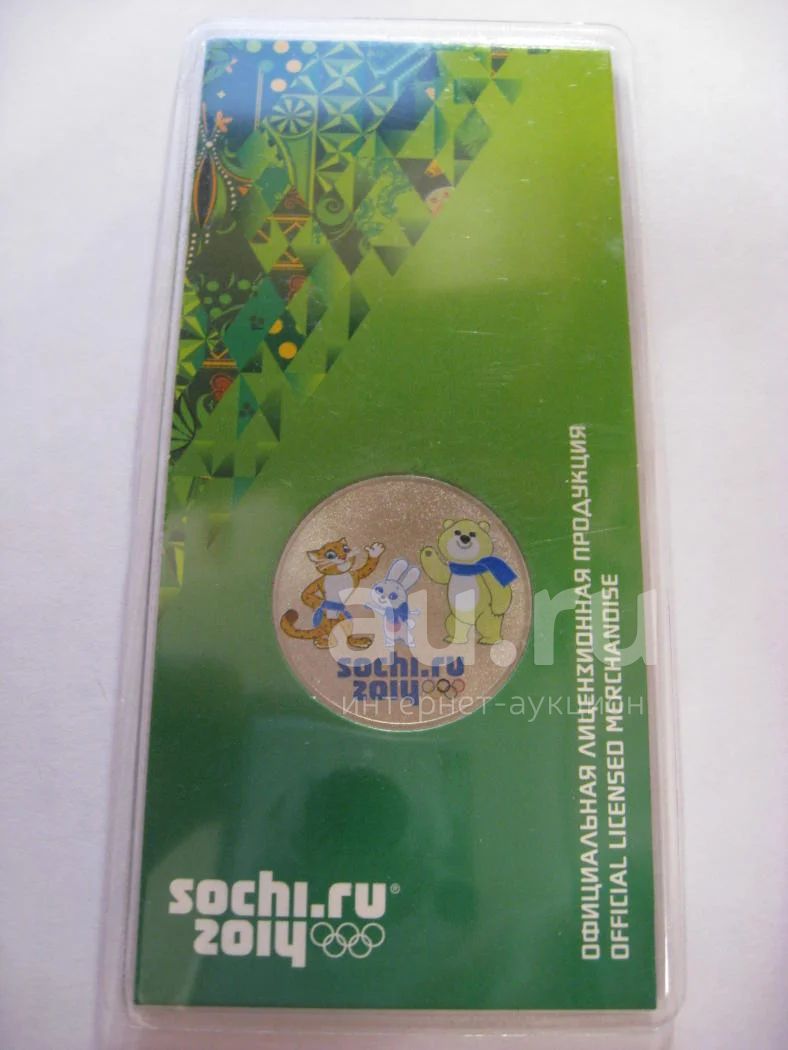 sochi.ru
2014
au.ru
интернет-аукцион
sochi.ru®
2014
ОФИЦИАЛЬНАЯ ЛИЦЕНЗИОННАЯ ПРОДУКЦИЯ
OFFICIAL LICENSED MERCHANDISE